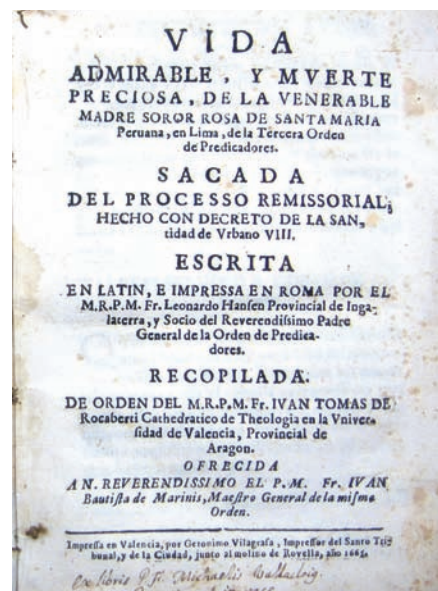 VIDA
ADMIRABLE, Y MVERTE
PRECIOSA, DE LA VENERABLE
MADRE SOROR ROSA DE SANTA MARIA
Peruana, en Lima, de la Tercera Orden
de Predicadores.
SACADA
DEL PROCESSO REMISSORIAL,
HECHO CON DECRETO DE LA SAN-
tidad de Vrbano VIII.
ESCRITA
EN LATIN, E IMPRESSA EN ROMA POR EL
M.R.P.M. Fr. Leonardo Hansen Provincial de Inga-
laterra, y Socio del Reverendissimo Padre
General de la Orden de Predica-
dores.
RECOPILADA.
DE ORDEN DEL M.R.P.M. Fr. IVAN TOMAS DE
Rocaberti Cathedratico de Theologia en la Vniver-
sidad de Valencia, Provincial de
Aragon.
OFRECIDA
A N. REVERENDISSIMO EL P. M. Fr. IVAN
Bautista de Marinis, Maestro General de la misma
Orden.
Impressa en Valencia, por Geronimo Vilagrasa, Impressor del Santo Tri-
bunal, y de la Ciudad, junto al molino de Rovella, año 1665.
ex libris Michaelis